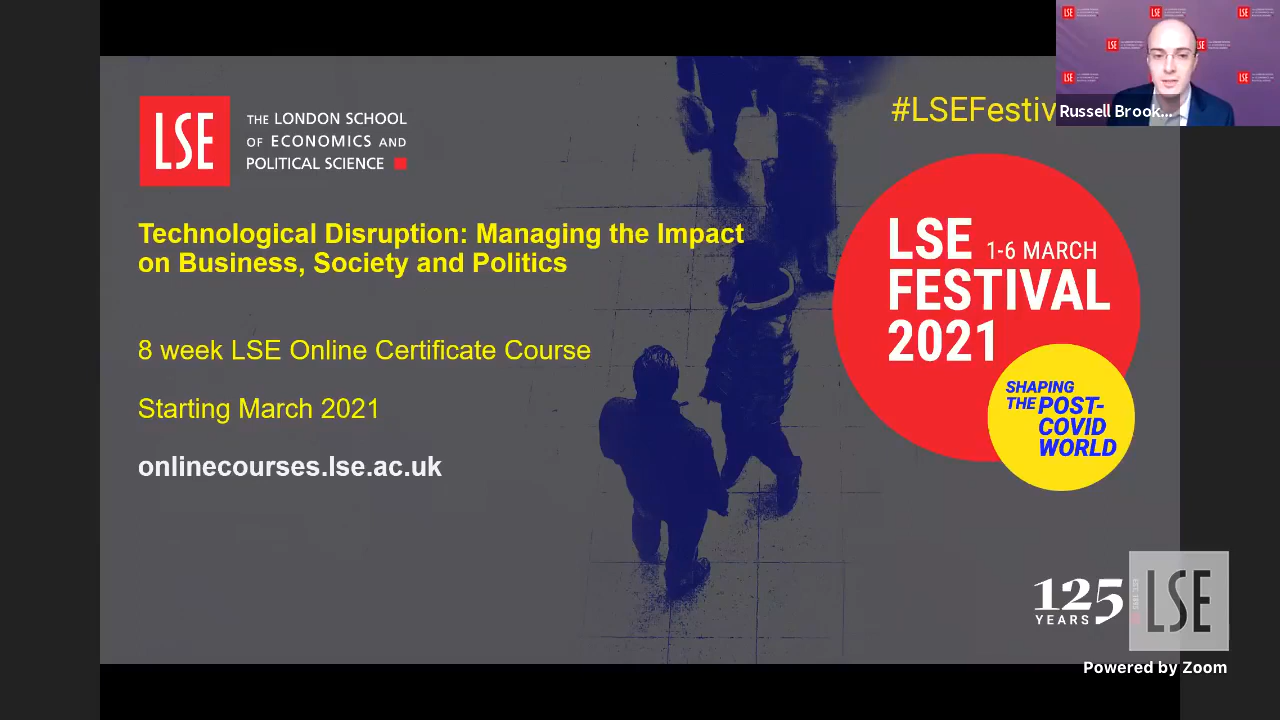 LSE
THE LONDON SCHOOL
OF ECONOMICS AND
POLITICAL SCIENCE
#LSEFestiv
Russell Brook...
Technological Disruption: Managing the Impact
on Business, Society and Politics
8 week LSE Online Certificate Course
Starting March 2021
onlinecourses.lse.ac.uk
LSE 1-6 MARCH
FESTIVAL
2021
SHAPING
THE POST-
COVID
WORLD
125
YEARS
LSE
Powered by Zoom